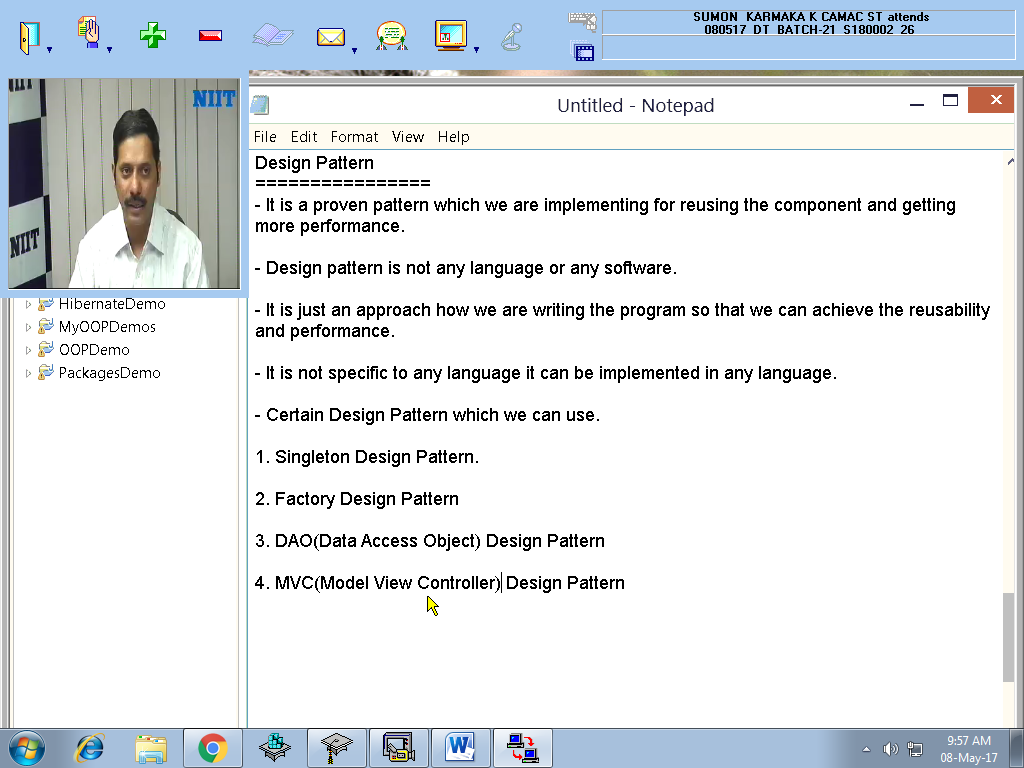 SUMON KARMAKA K CAMAC ST attends
080517_DT_BATCH-21_S180002_26
NIIT
NIIT
Untitled - Notepad
File Edit Format View Help
Design Pattern
================
- It is a proven pattern which we are implementing for reusing the component and getting
more performance.
- Design pattern is not any language or any software.
- It is just an approach how we are writing the program so that we can achieve the reusability
and performance.
- It is not specific to any language it can be implemented in any language.
- Certain Design Pattern which we can use.
1. Singleton Design Pattern.
2. Factory Design Pattern
3. DAO(Data Access Object) Design Pattern
4. MVC(Model View Controller) Design Pattern
HibernateDemo
MyOOPDemos
OOPDemo
PackagesDemo
9:57 AM
08-May-17